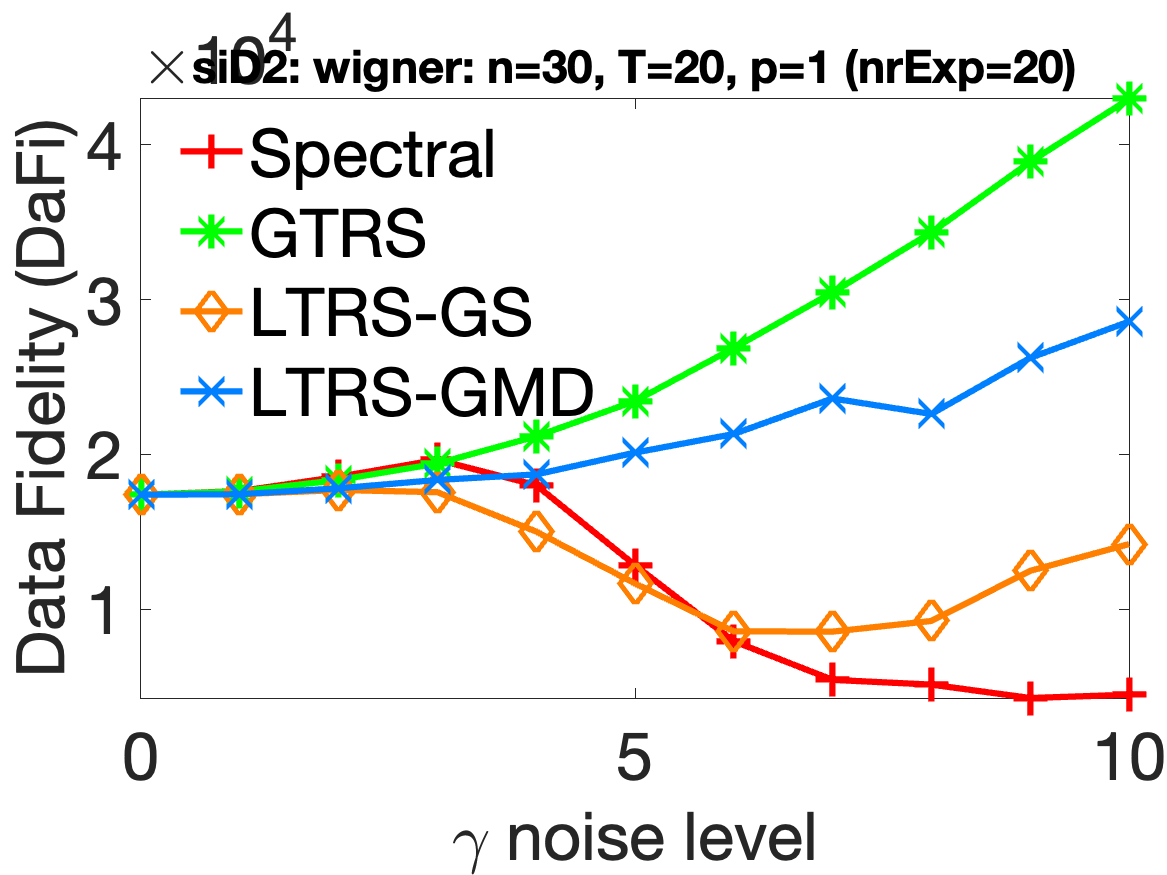 × 10⁴
siD2: wigner: n=30, T=20, p=1 (nrExp=20)
Data Fidelity (DaFi)
4
3
2
1
Spectral
GTRS
LTRS-GS
LTRS-GMD
0 5 10
γ noise level